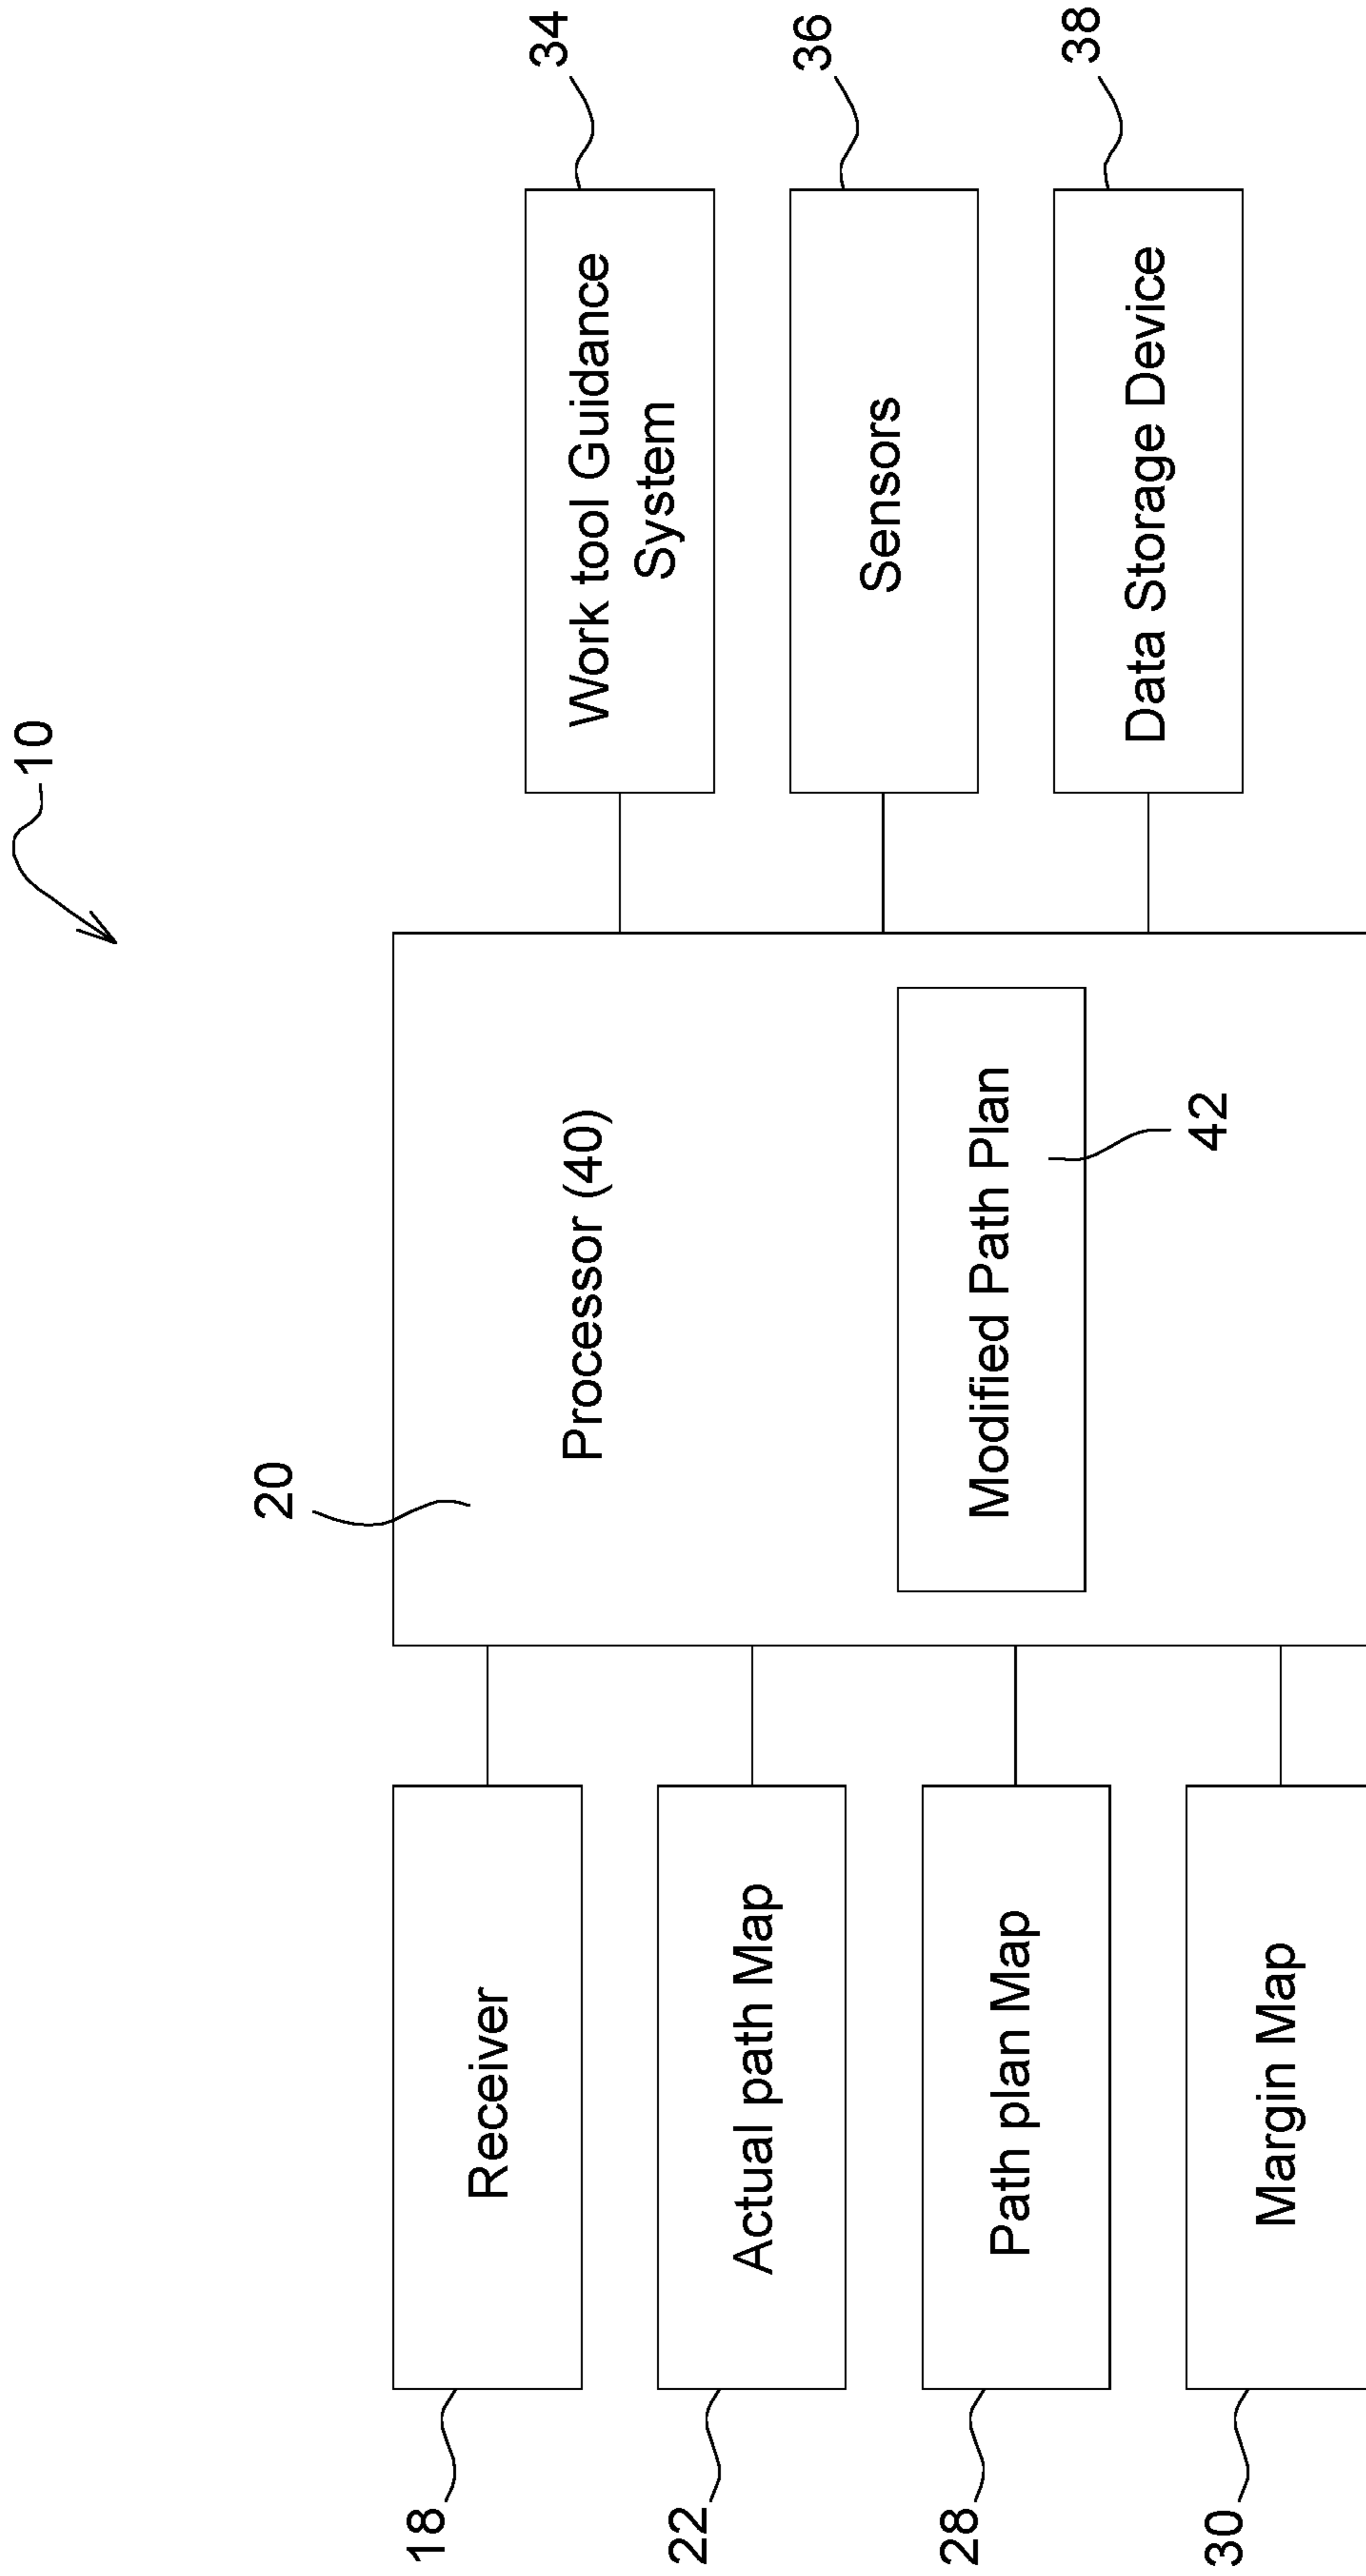 10
20
18
Receiver
22
Actual path Map
28
Path plan Map
30
Margin Map
Processor (40)
Modified Path Plan
42
Work tool Guidance
System
34
Sensors
36
Data Storage Device
38